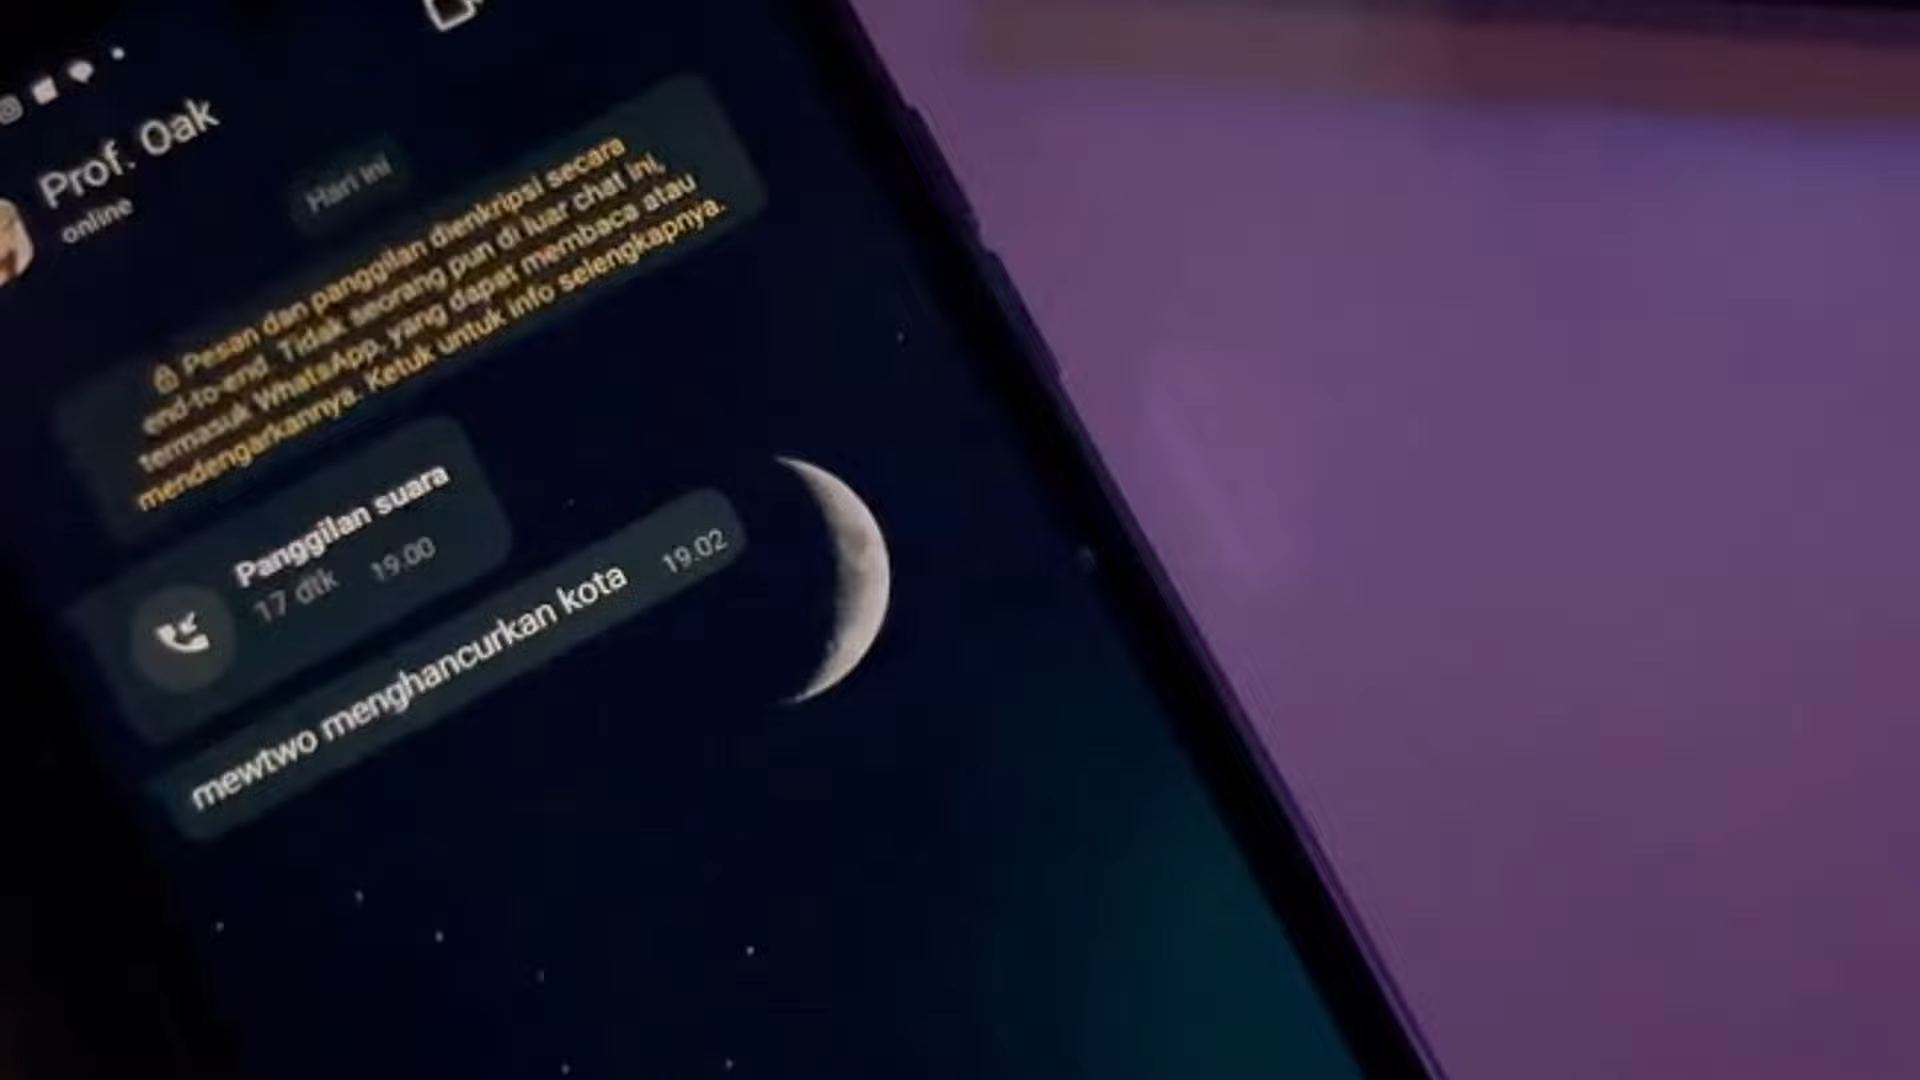 Prof. Oak
online
Hari ini
Pesan dan panggilan dienkripsi secara
end-to-end. Tidak seorang pun di luar chat ini,
termasuk WhatsApp, yang dapat membaca atau
mendengarkannya. Ketuk untuk info selengkapnya.
Panggilan suara
17 dtk 19.00
mewtwo menghancurkan kota 19.02